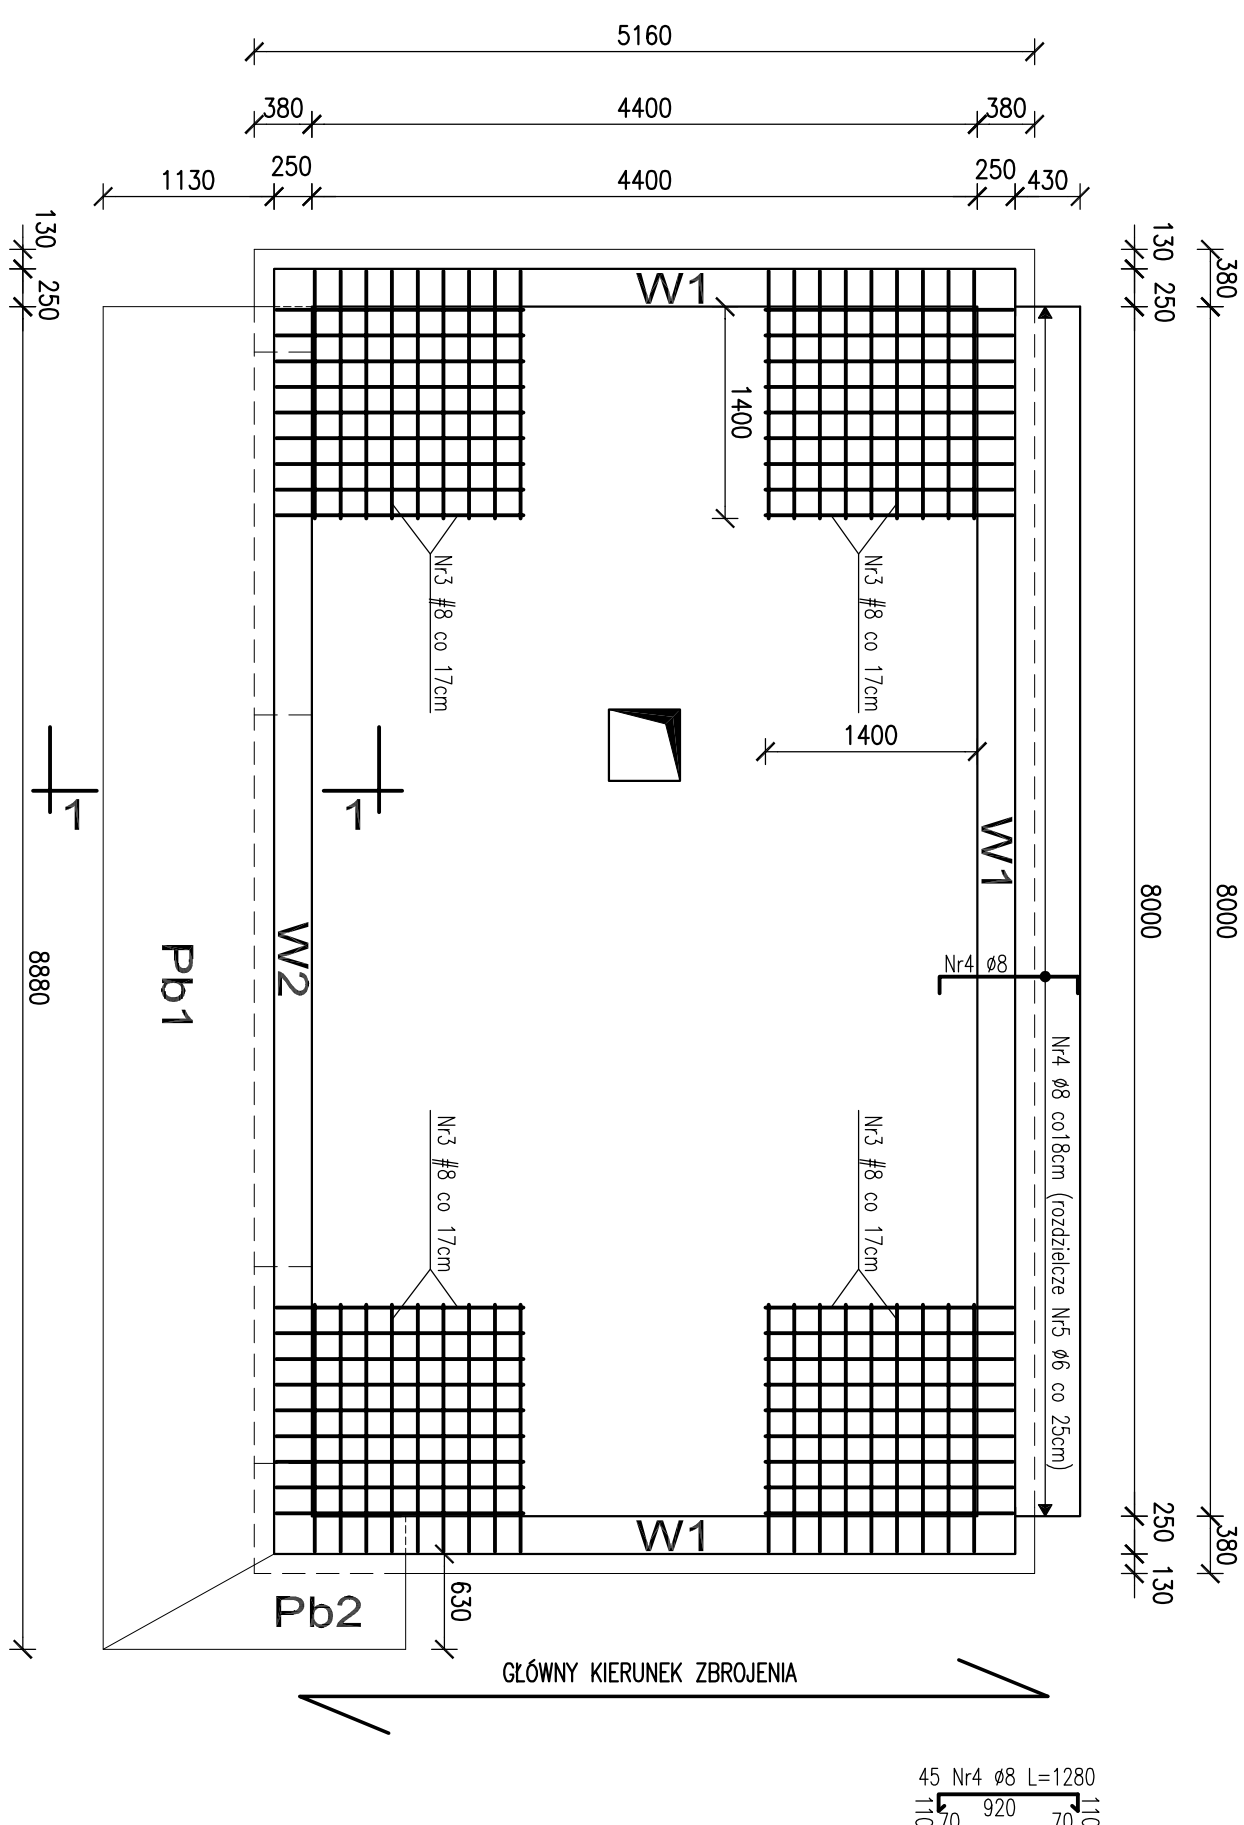 5160
380 4400 380
1130 250 4400 250 430
130
250
8880
130
250
8000
250
130
380
8000
380
W1
1400
Nr3 #8 co 17cm
Nr3 #8 co 17cm
1400
1
1
W1
W2
Pb1
Nr4 ø8
Nr4 ø8 co18cm (rozdzielcze Nr5 ø6 co 25cm)
Nr3 #8 co 17cm
Nr3 #8 co 17cm
W1
630
Pb2
GŁÓWNY KIERUNEK ZBROJENIA
45 Nr4 ø8 L=1280
110 70 920 70 110